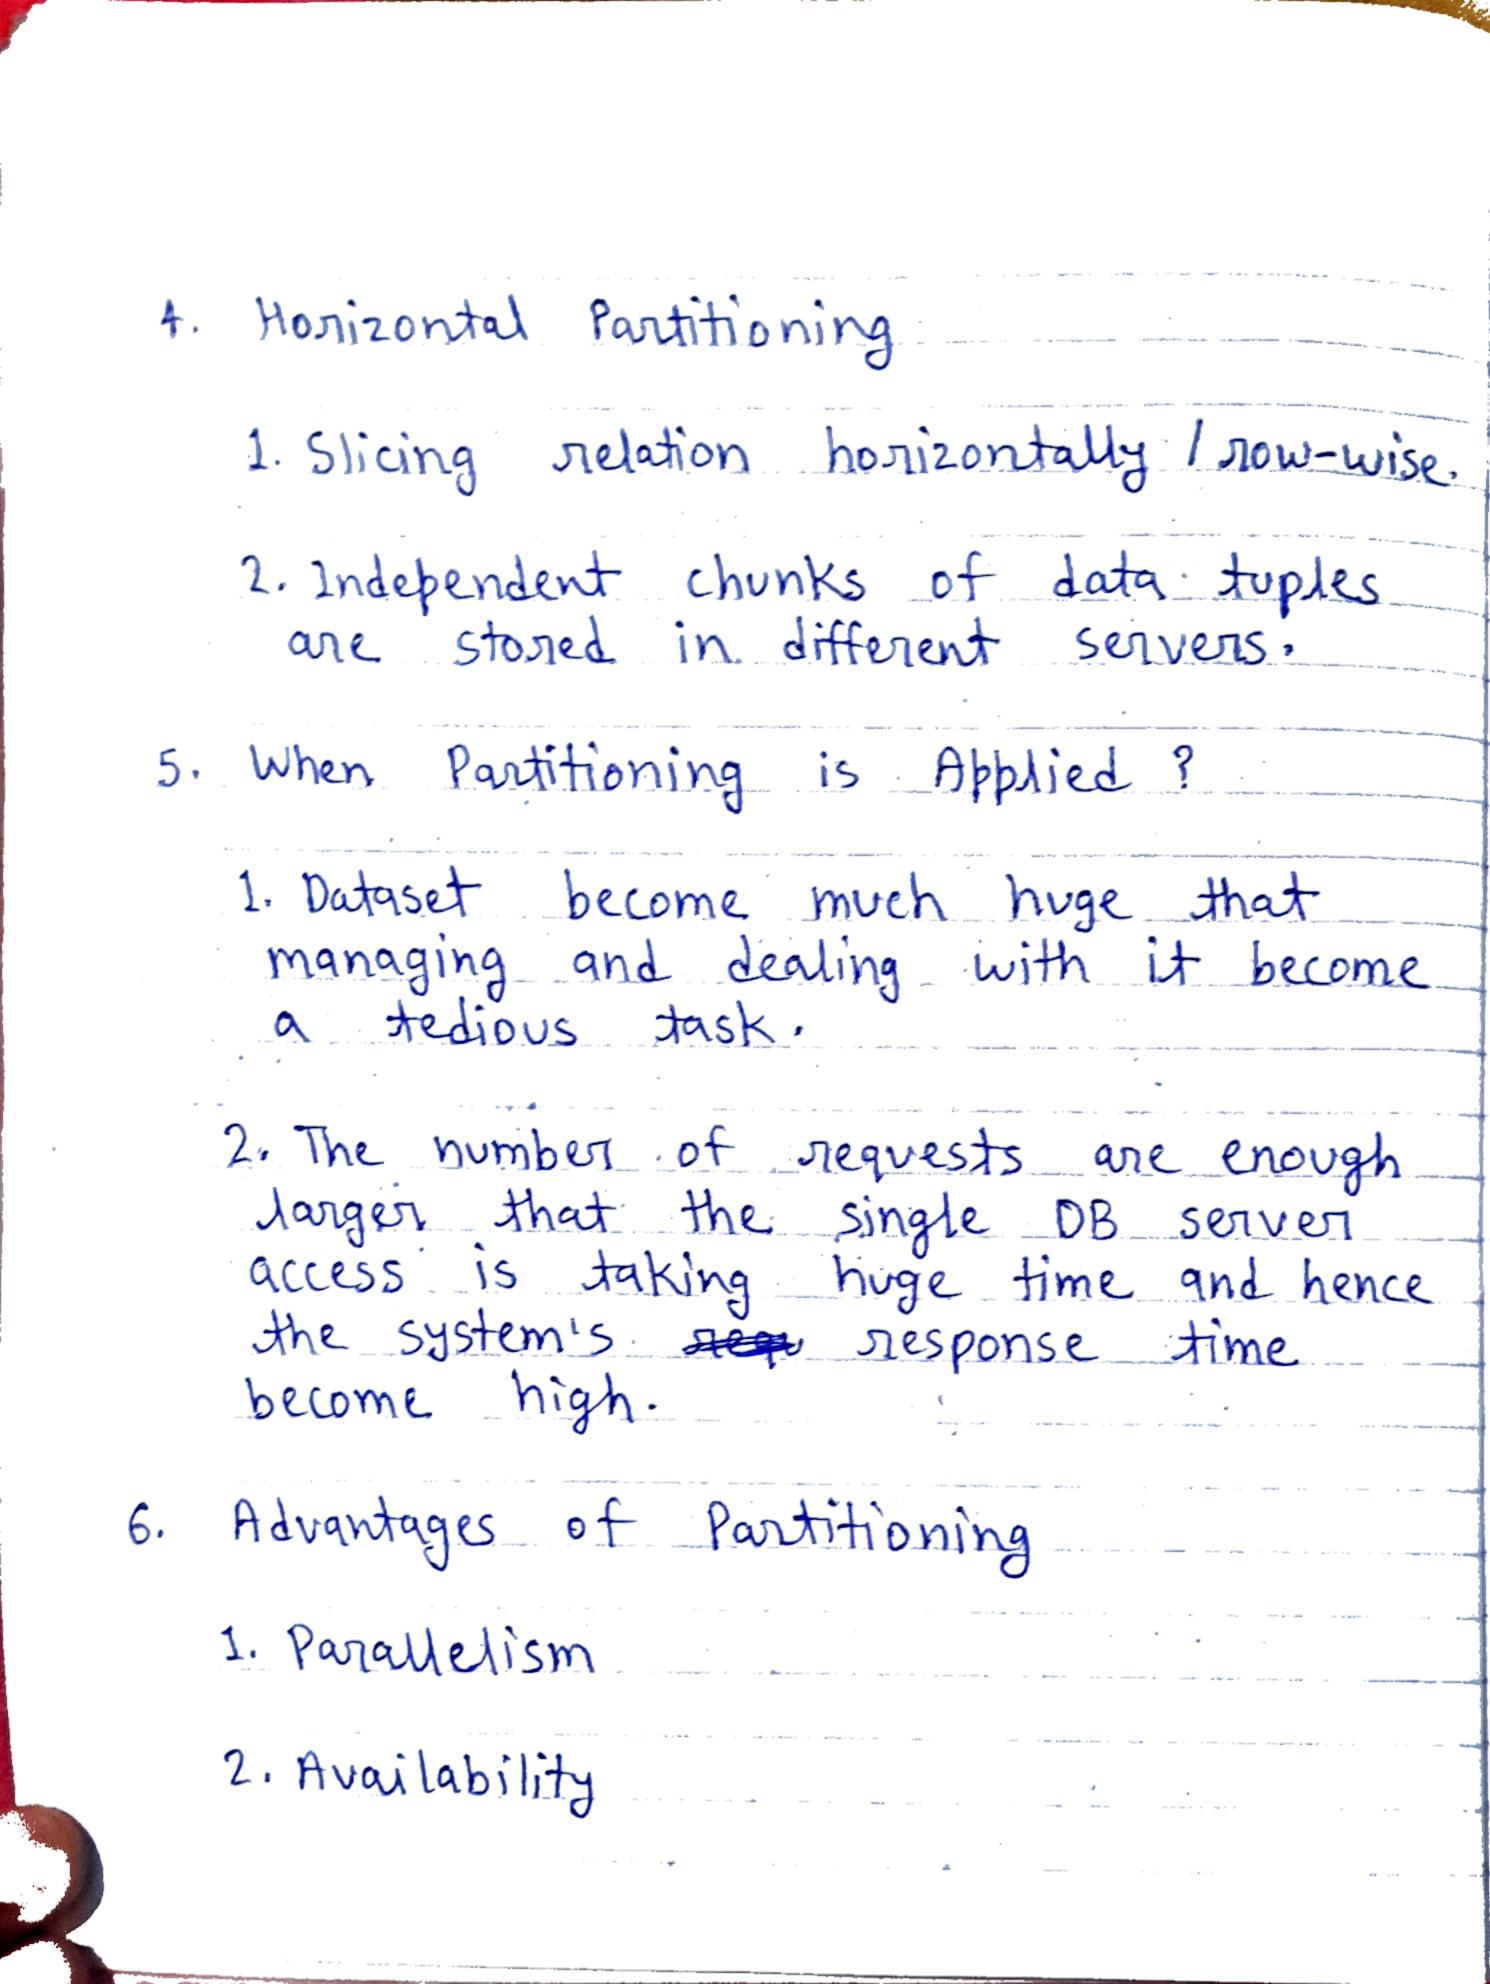 4. Horizontal Partitioning
1. Slicing relation horizontally / row-wise.
2. Independent chunks of data tuples
are stored in different servers.
5. When Partitioning is Applied ?
1. Dataset become much huge that
managing and dealing with it become
a tedious task.
2. The number of requests are enough
larger that the single DB server
access is taking huge time and hence
the system's response time
become high.
6. Advantages of Partitioning
1. Parallelism
2. Availability